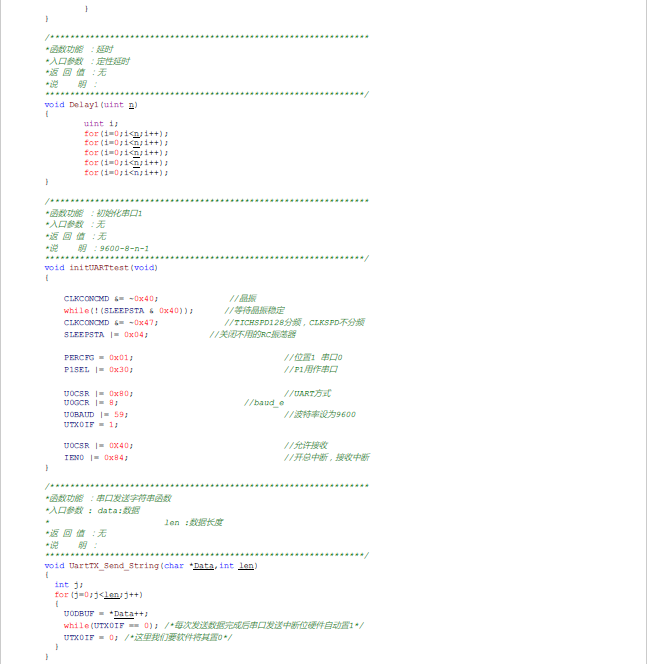 }
}
/****************************************************************
*函数功能 ：延时
*入口参数 ：定性延时
*返 回 值 ：无
*说    明 ：
****************************************************************/
void Delay1(uint n)
{
uint i;
for(i=0;i<n;i++);
for(i=0;i<n;i++);
for(i=0;i<n;i++);
for(i=0;i<n;i++);
for(i=0;i<n;i++);
}
/****************************************************************
*函数功能 ：初始化串口1
*入口参数 ：无
*返 回 值 ：无
*说    明 ：9600-8-n-1
****************************************************************/
void initUARTtest(void)
{
CLKCONCMD &= ~0x40; //晶振
while(!(SLEEPSTA & 0x40)); //等待晶振稳定
CLKCONCMD &= ~0x47; //TICHSPD128分频，CLKSPD不分频
SLEEPSTA |= 0x04; //关闭不用的RC振荡器
PERCFG = 0x01; //位置1 串口0
P1SEL |= 0x30; //P1用作串口
U0CSR |= 0x80; //UART方式
U0GCR |= 8; //baud_e
U0BAUD |= 59; //波特率设为9600
UTX0IF = 1;
U0CSR |= 0X40; //允许接收
IEN0 |= 0x84; //开总中断，接收中断
}
/****************************************************************
*函数功能 ：串口发送字符串函数
*入口参数 : data:数据
* len :数据长度
*返 回 值 ：无
*说    明 ：
****************************************************************/
void UartTX_Send_String(char *Data,int len)
{
int j;
for(j=0;j<len;j++)
{
U0DBUF = *Data++;
while(UTX0IF == 0); /*每次发送数据完成后串口发送中断位硬件自动置1*/
UTX0IF = 0; /*这里我们要软件将其置0*/
}
}